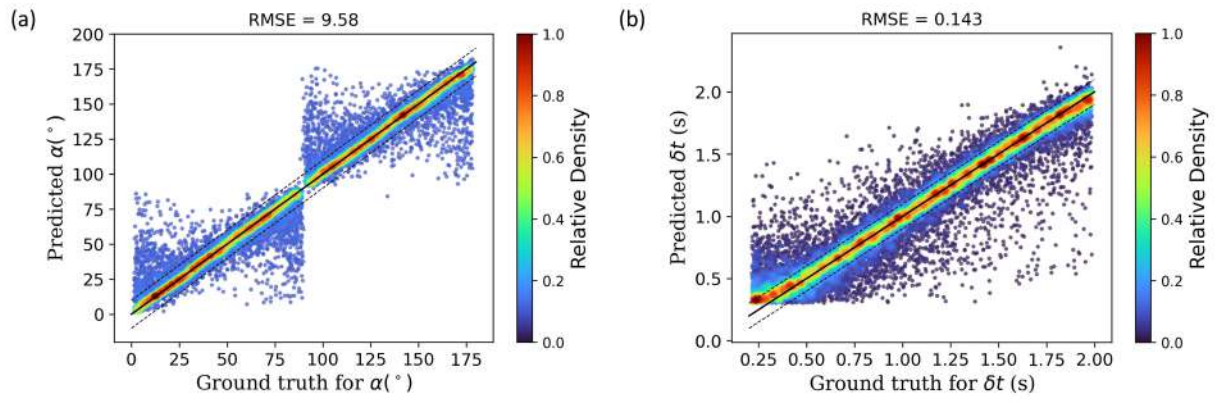 (a)
RMSE = 9.58
Predicted α(°)
200
175
150
125
100
75
50
25
0
0 25 50 75 100 125 150 175
Ground truth for α(°)
1.0
0.8
0.6
0.4
0.2
0.0
Relative Density
(b)
RMSE = 0.143
Predicted δt (s)
2.0
1.5
1.0
0.5
0.0
0.25 0.50 0.75 1.00 1.25 1.50 1.75 2.00
Ground truth for δt (s)
1.0
0.8
0.6
0.4
0.2
0.0
Relative Density